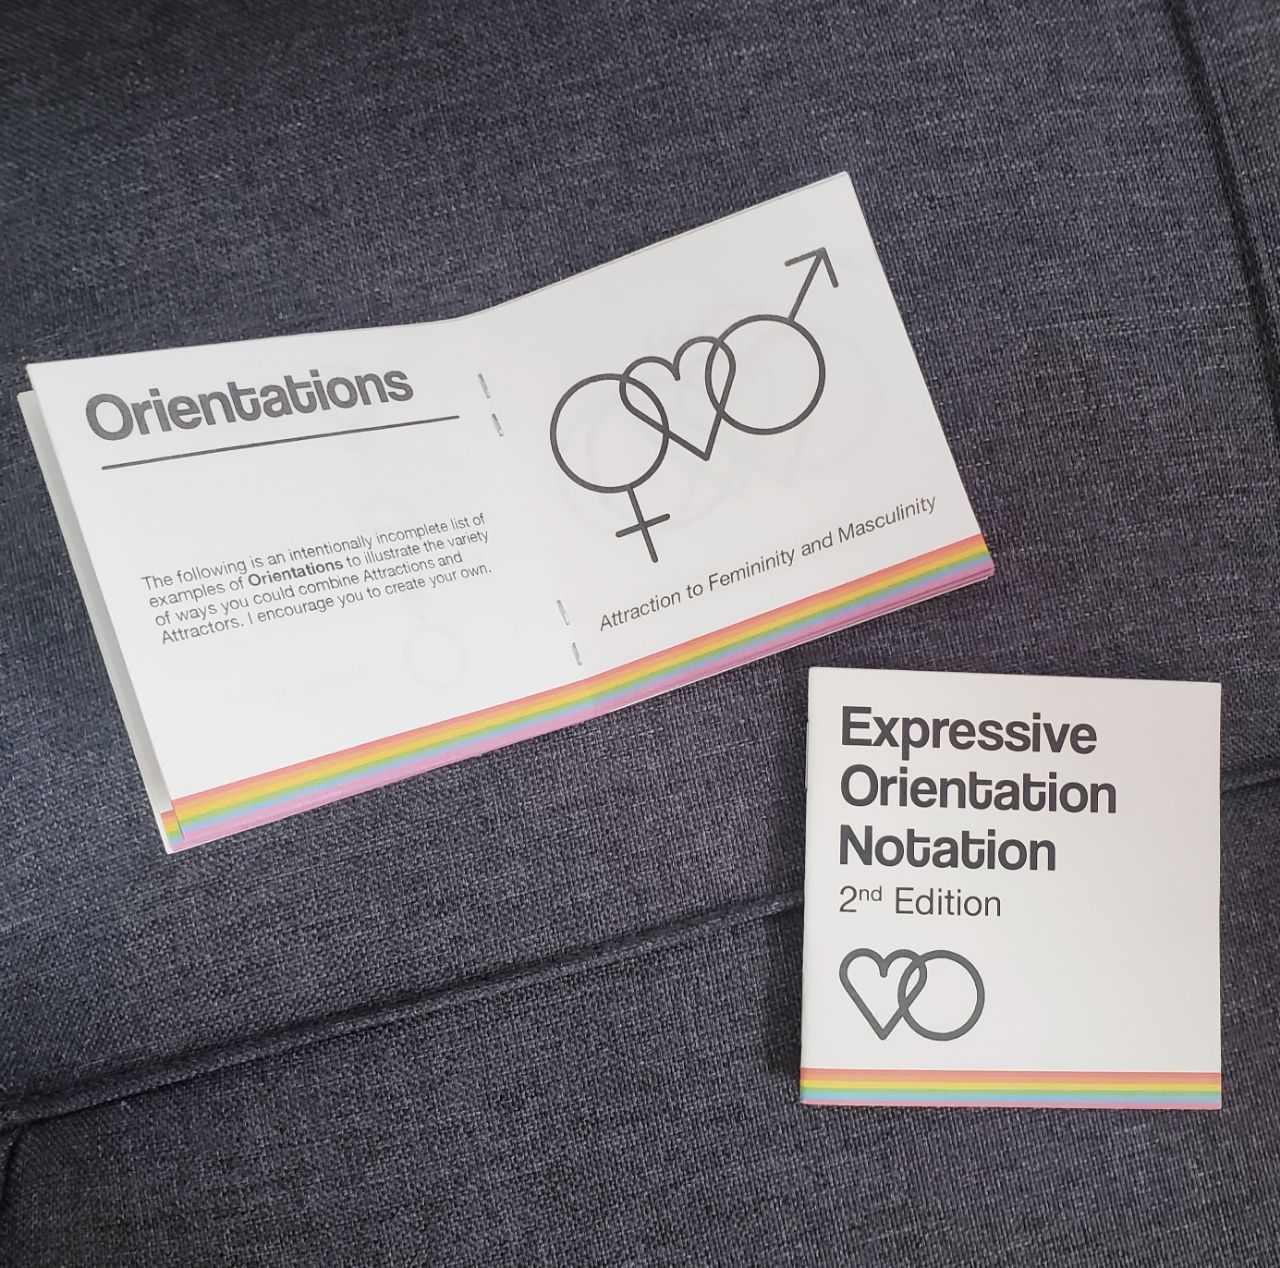 Orientations
The following is an intentionally incomplete list of
examples of Orientations to illustrate the variety
of ways you could combine Attractions and
Attractors. I encourage you to create your own.
Attraction to Femininity and Masculinity
Expressive
Orientation
Notation
2nd Edition